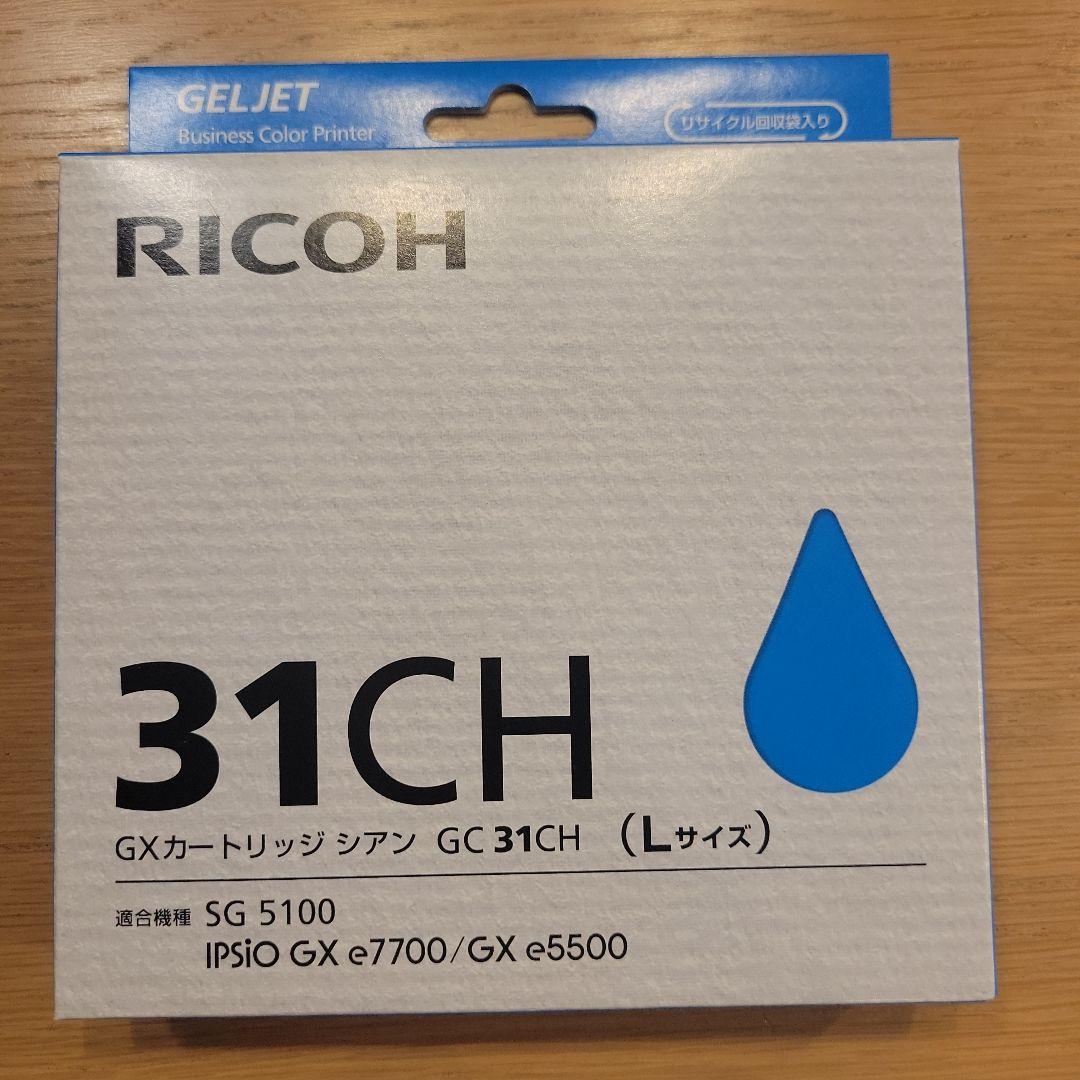 GELJET
Business Color Printer
リサイクル回収袋入り
RICOH
31CH
GXカートリッジ シアン GC 31CH (Lサイズ)
適合機種 SG 5100
IPSiO GX e7700/GX e5500